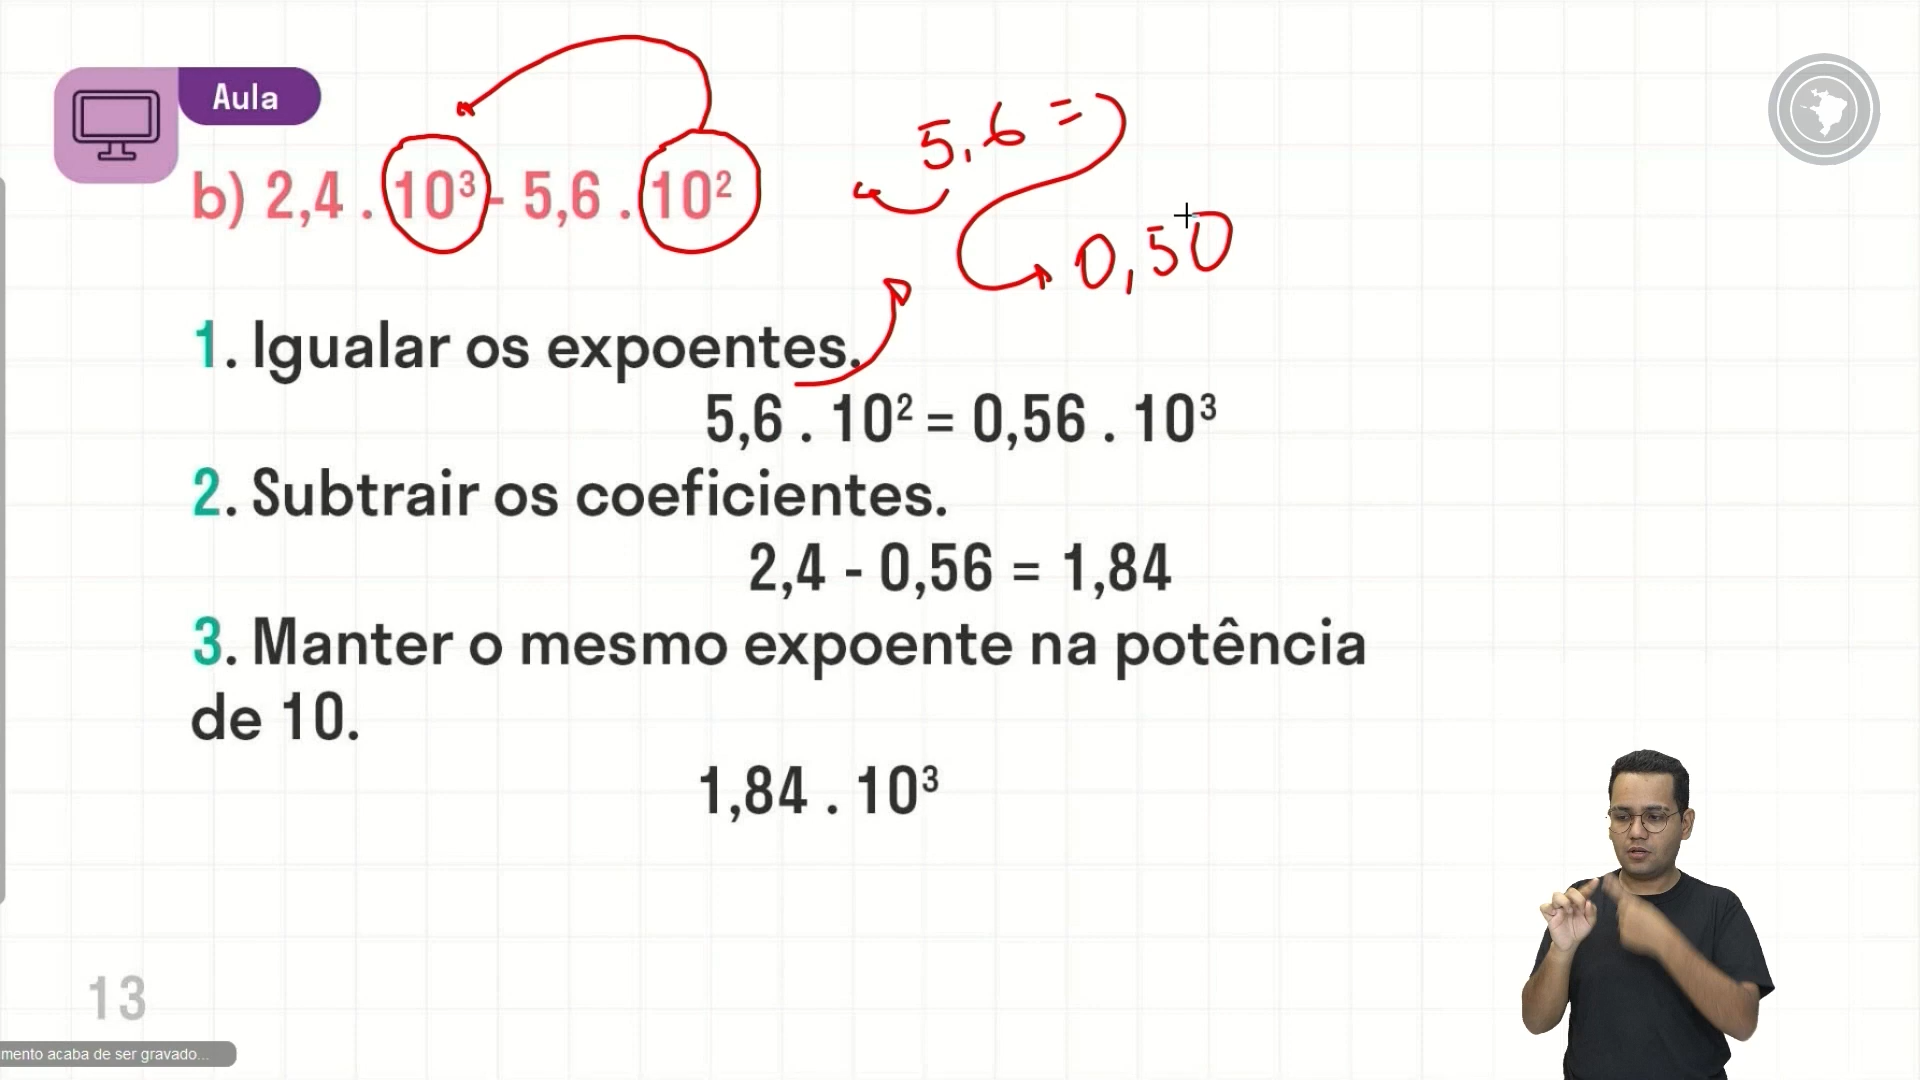 Aula
b) 2,4 . 10³ - 5,6 . 10²
5,6 =
0,50
1. Igualar os expoentes.
5,6 . 10² = 0,56 . 10³
2. Subtrair os coeficientes.
2,4 - 0,56 = 1,84
3. Manter o mesmo expoente na potência
de 10.
1,84 . 10³
13
mento acaba de ser gravado...